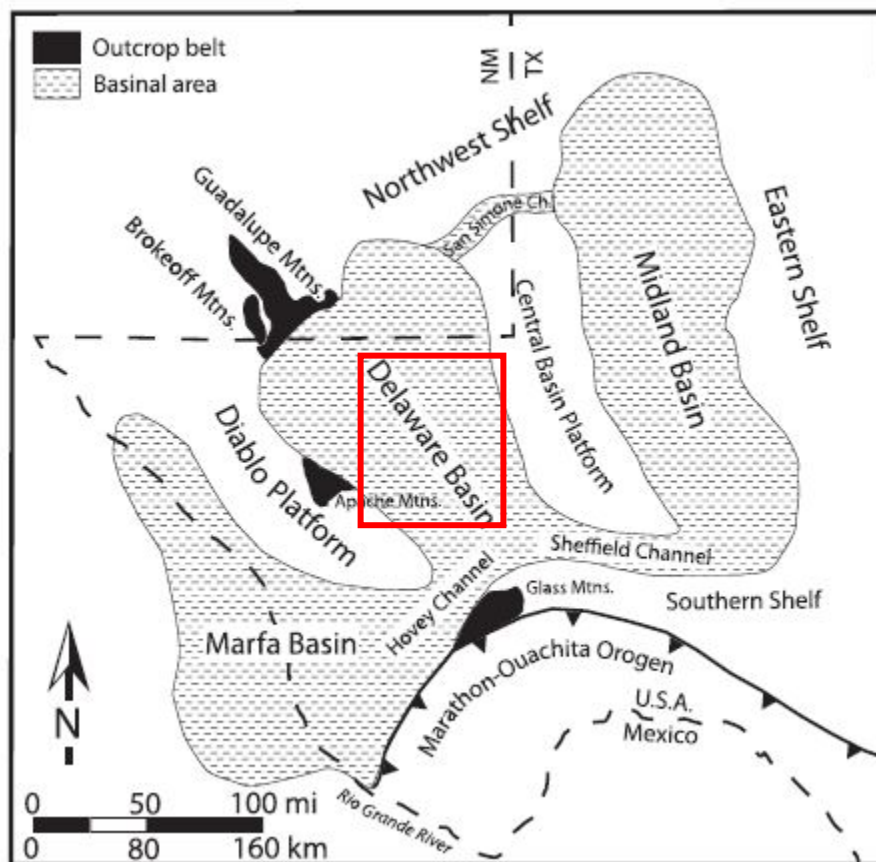 Outcrop belt
Basinal area
NM
TX
Northwest Shelf
Guadalupe Mtns.
Brokeoff Mtns.
San Simone Ch.
Eastern Shelf
Midland Basin
Central Basin Platform
Delaware Basin
Diablo Platform
Apache Mtns.
Sheffield Channel
Hovey Channel
Glass Mtns.
Southern Shelf
Marfa Basin
Marathon-Ouachita Orogen
U.S.A.
Mexico
Rio Grande River
N
0 50 100 mi
0 80 160 km